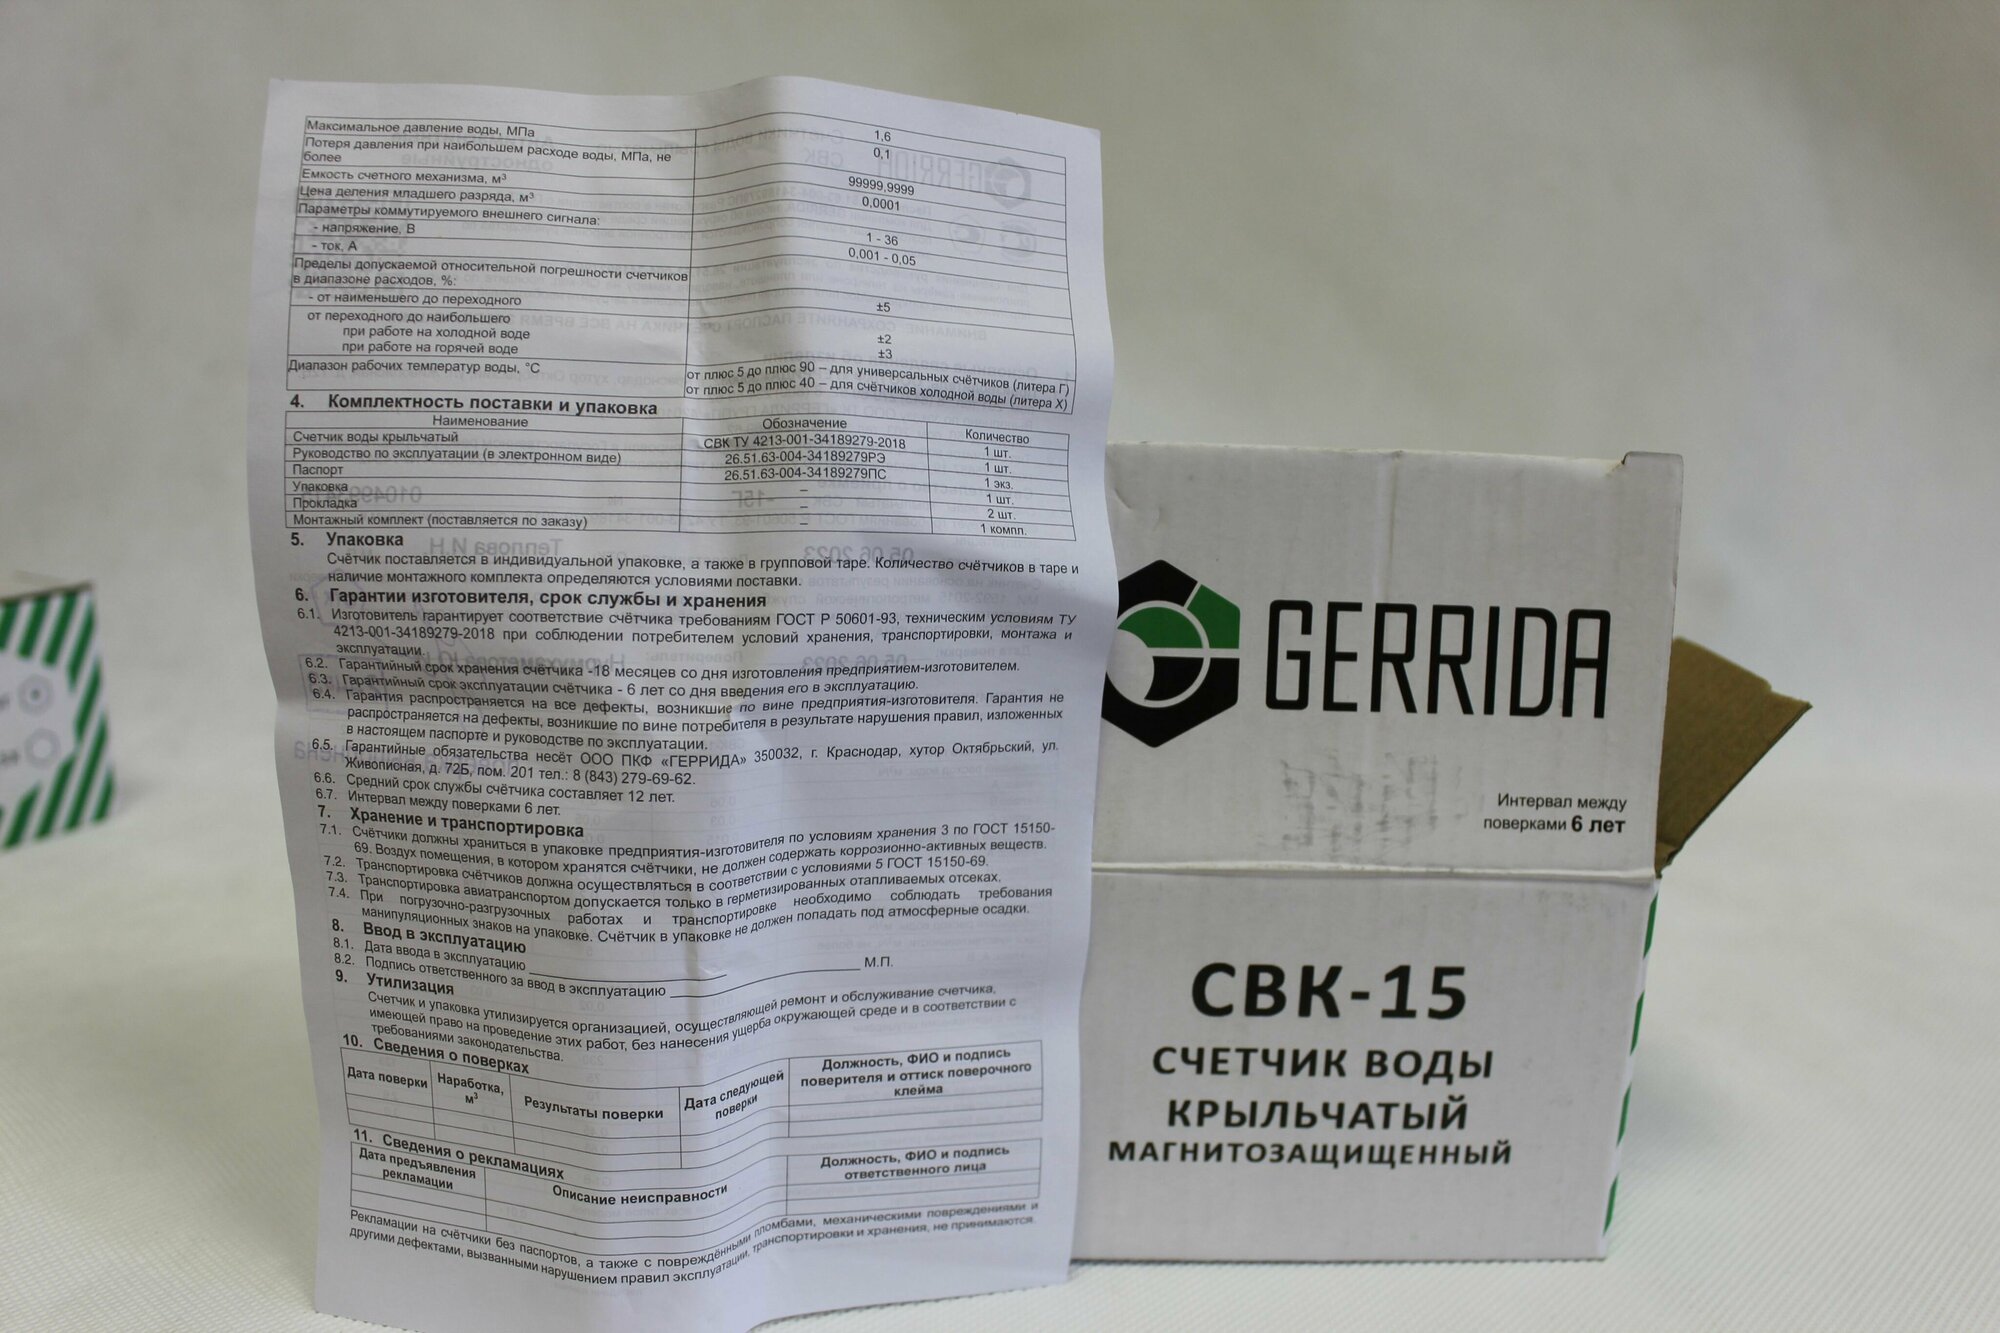 Максимальное давление воды, МПа 1,6
Потеря давления при наибольшем расходе воды, МПа, не 0,1
более
Емкость счетного механизма, м³ 99999,9999
Цена деления младшего разряда, м³ 0,0001
Параметры коммутируемого внешнего сигнала:
- напряжение, В 1 - 36
- ток, А 0,001 - 0,05
Пределы допускаемой относительной погрешности счетчиков
в диапазоне расходов, %:
- от наименьшего до переходного ±5
от переходного до наибольшего
при работе на холодной воде ±2
при работе на горячей воде ±3
Диапазон рабочих температур воды, °С от плюс 5 до плюс 90 – для универсальных счётчиков (литера Г)
от плюс 5 до плюс 40 – для счётчиков холодной воды (литера Х)
4. Комплектность поставки и упаковка
Наименование Обозначение Количество
Счетчик воды крыльчатый СВК ТУ 4213-001-34189279-2018 1 шт.
Руководство по эксплуатации (в электронном виде) 26.51.63-004-34189279РЭ 1 шт.
Паспорт 26.51.63-004-34189279ПС 1 экз.
Упаковка – 1 шт.
Прокладка – 2 шт.
Монтажный комплект (поставляется по заказу) – 1 компл.
5. Упаковка
Счётчик поставляется в индивидуальной упаковке, а также в групповой таре. Количество счётчиков в таре и
наличие монтажного комплекта определяются условиями поставки.
6. Гарантии изготовителя, срок службы и хранения
6.1. Изготовитель гарантирует соответствие счётчика требованиям ГОСТ Р 50601-93, техническим условиям ТУ
4213-001-34189279-2018 при соблюдении потребителем условий хранения, транспортировки, монтажа и
эксплуатации.
6.2. Гарантийный срок хранения счётчика -18 месяцев со дня изготовления предприятием-изготовителем.
6.3. Гарантийный срок эксплуатации счётчика - 6 лет со дня введения его в эксплуатацию.
6.4. Гарантия распространяется на все дефекты, возникшие по вине предприятия-изготовителя. Гарантия не
распространяется на дефекты, возникшие по вине потребителя в результате нарушения правил, изложенных
в настоящем паспорте и руководстве по эксплуатации.
6.5. Гарантийные обязательства несёт ООО ПКФ «ГЕРРИДА» 350032, г. Краснодар, хутор Октябрьский, ул.
Живописная, д. 72Б, пом. 201 тел.: 8 (843) 279-69-62.
6.6. Средний срок службы счётчика составляет 12 лет.
6.7. Интервал между поверками 6 лет.
7. Хранение и транспортировка
7.1. Счётчики должны храниться в упаковке предприятия-изготовителя по условиям хранения 3 по ГОСТ 15150-
69. Воздух помещения, в котором хранятся счётчики, не должен содержать коррозионно-активных веществ.
7.2. Транспортировка счётчиков должна осуществляться в соответствии с условиями 5 ГОСТ 15150-69.
7.3. Транспортировка авиатранспортом допускается только в герметизированных отапливаемых отсеках.
7.4. При погрузочно-разгрузочных работах и транспортировке необходимо соблюдать требования
манипуляционных знаков на упаковке. Счётчик в упаковке не должен попадать под атмосферные осадки.
8. Ввод в эксплуатацию
8.1. Дата ввода в эксплуатацию
8.2. Подпись ответственного за ввод в эксплуатацию М.П.
9. Утилизация
Счетчик и упаковка утилизируется организацией, осуществляющей ремонт и обслуживание счетчика,
имеющей право на проведение этих работ, без нанесения ущерба окружающей среде и в соответствии с
требованиями законодательства.
10. Сведения о поверках
Дата поверки Наработка, м³ Результаты поверки Дата следующей поверки Должность, ФИО и подпись поверителя и оттиск поверочного клейма
11. Сведения о рекламациях
Дата предъявления рекламации Описание неисправности Должность, ФИО и подпись ответственного лица
Рекламации на счётчики без паспортов, а также с повреждёнными пломбами, механическими повреждениями и
другими дефектами, вызванными нарушением правил эксплуатации, транспортировки и хранения, не принимаются.
GERRIDA
Интервал между
поверками 6 лет
СВК-15
СЧЕТЧИК ВОДЫ
КРЫЛЬЧАТЫЙ
МАГНИТОЗАЩИЩЕННЫЙ